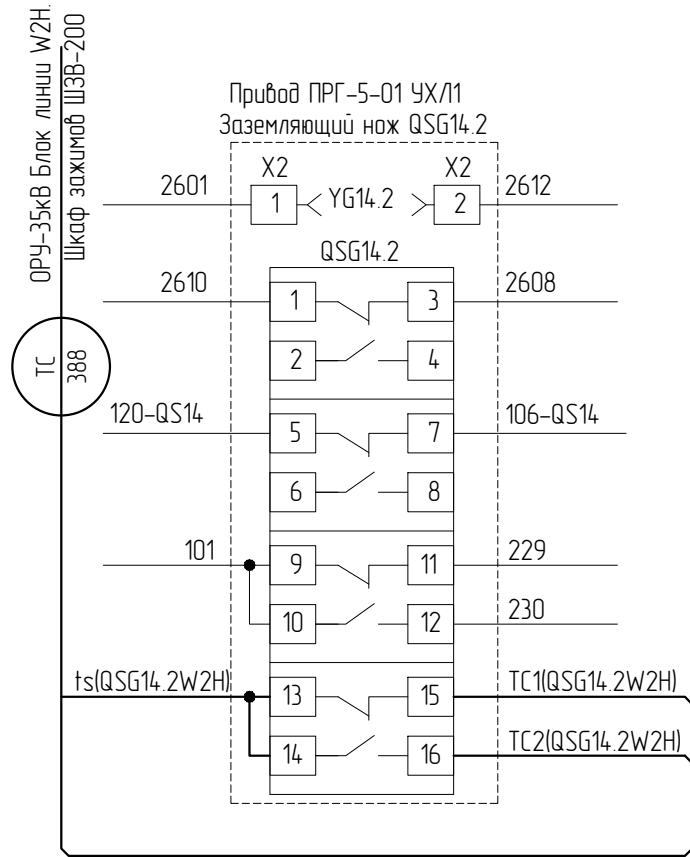 ОРУ-35кВ Блок линии W2H.
Шкаф зажимов ШЗВ-200
Привод ПРГ-5-01 УХЛ1
Заземляющий нож QSG14.2
X2
X2
2601
1
YG14.2
2
2612
QSG14.2
2610
1
3
2608
2
4
ТС
388
120-QS14
5
7
106-QS14
6
8
101
9
11
229
10
12
230
ts(QSG14.2W2H)
13
15
TC1(QSG14.2W2H)
14
16
TC2(QSG14.2W2H)